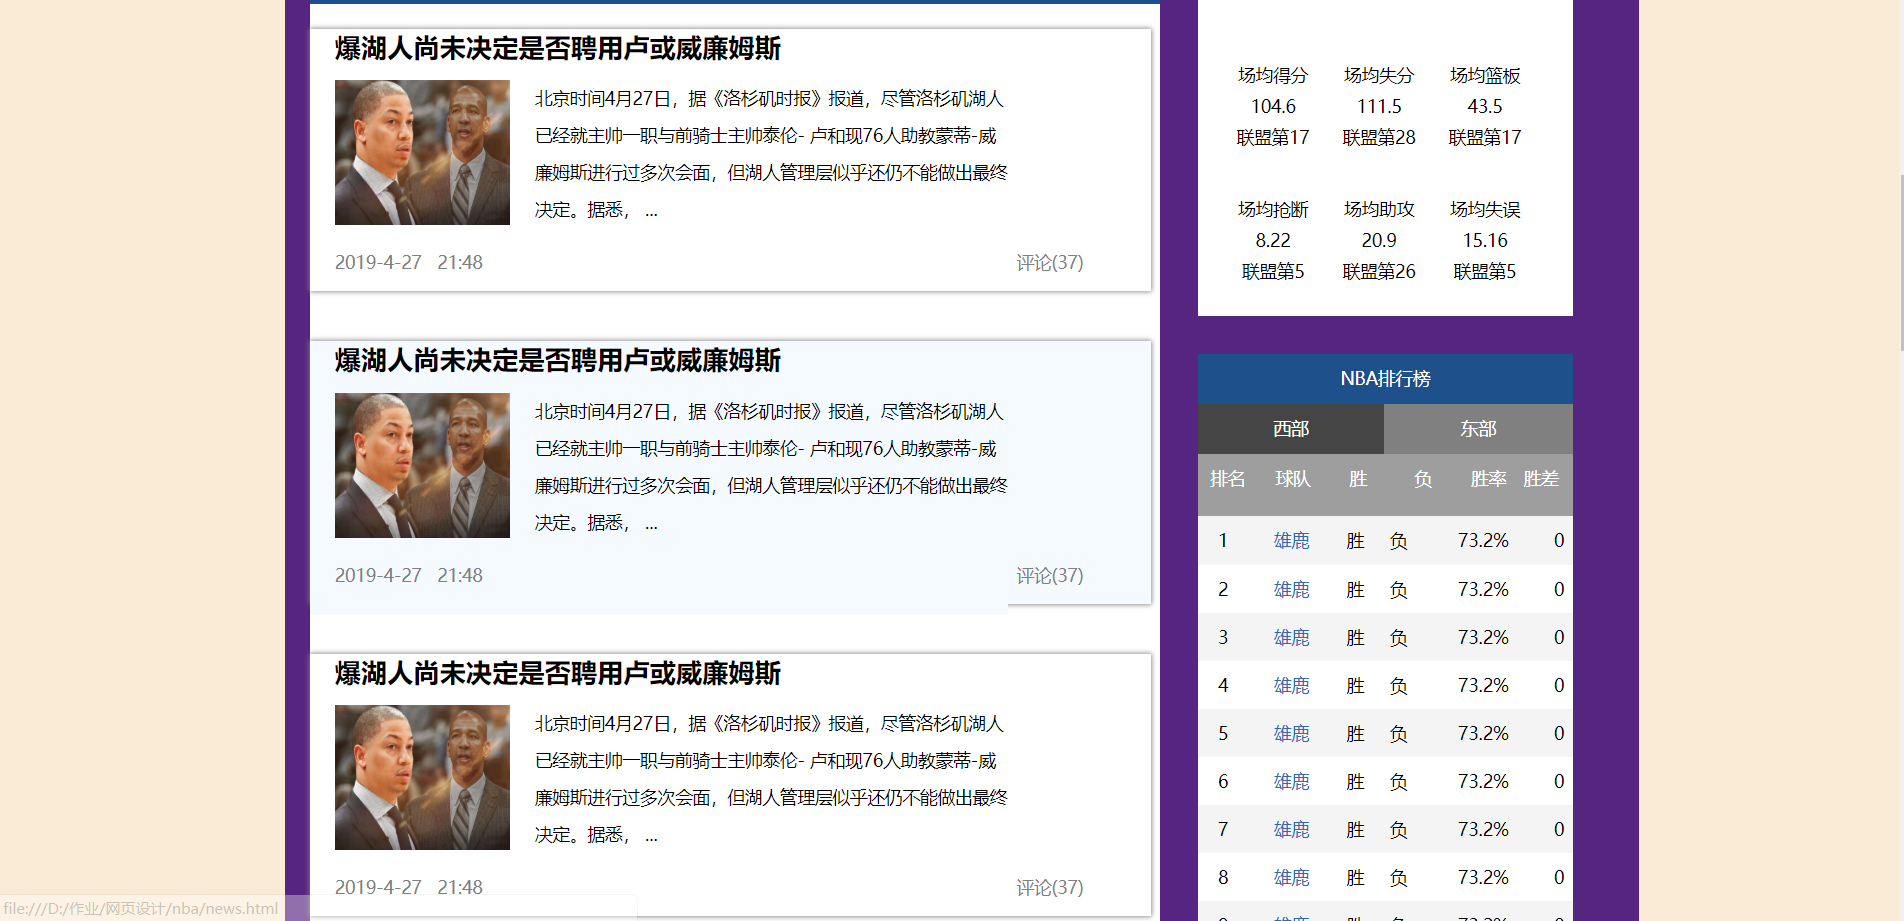 爆湖人尚未决定是否聘用卢或威廉姆斯
北京时间4月27日，据《洛杉矶时报》报道，尽管洛杉矶湖人
已经就主帅一职与前骑士主帅泰伦- 卢和现76人助教蒙蒂-威
廉姆斯进行过多次会面，但湖人管理层似乎还仍不能做出最终
决定。据悉， ...
2019-4-27 21:48 评论(37)
爆湖人尚未决定是否聘用卢或威廉姆斯
北京时间4月27日，据《洛杉矶时报》报道，尽管洛杉矶湖人
已经就主帅一职与前骑士主帅泰伦- 卢和现76人助教蒙蒂-威
廉姆斯进行过多次会面，但湖人管理层似乎还仍不能做出最终
决定。据悉， ...
2019-4-27 21:48 评论(37)
爆湖人尚未决定是否聘用卢或威廉姆斯
北京时间4月27日，据《洛杉矶时报》报道，尽管洛杉矶湖人
已经就主帅一职与前骑士主帅泰伦- 卢和现76人助教蒙蒂-威
廉姆斯进行过多次会面，但湖人管理层似乎还仍不能做出最终
决定。据悉， ...
2019-4-27 21:48 评论(37)
场均得分 场均失分 场均篮板
104.6 111.5 43.5
联盟第17 联盟第28 联盟第17
场均抢断 场均助攻 场均失误
8.22 20.9 15.16
联盟第5 联盟第26 联盟第5
NBA排行榜
西部 东部
排名 球队 胜 负 胜率 胜差
1 雄鹿 胜 负 73.2% 0
2 雄鹿 胜 负 73.2% 0
3 雄鹿 胜 负 73.2% 0
4 雄鹿 胜 负 73.2% 0
5 雄鹿 胜 负 73.2% 0
6 雄鹿 胜 负 73.2% 0
7 雄鹿 胜 负 73.2% 0
8 雄鹿 胜 负 73.2% 0
file:///D:/作业/网页设计/nba/news.html